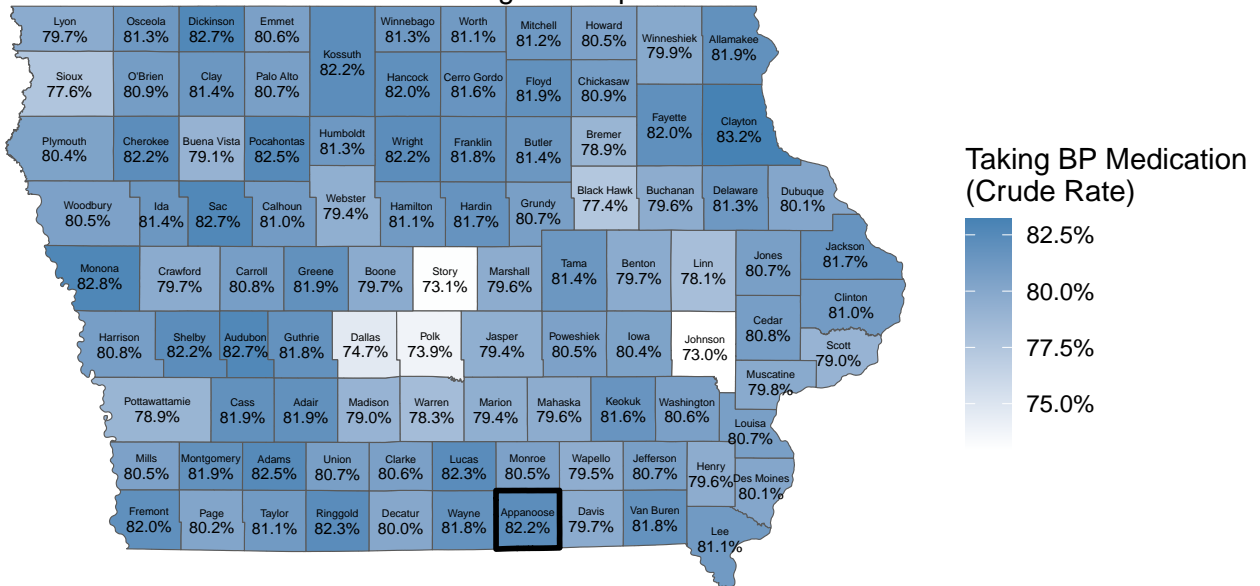 Lyon
79.7%
Osceola
81.3%
Dickinson
82.7%
Emmet
80.6%
Kossuth
82.2%
Winnebago
81.3%
Worth
81.1%
Mitchell
81.2%
Howard
80.5%
Winneshiek
79.9%
Allamakee
81.9%
Sioux
77.6%
O'Brien
80.9%
Clay
81.4%
Palo Alto
80.7%
Hancock
82.0%
Cerro Gordo
81.6%
Floyd
81.9%
Chickasaw
80.9%
Fayette
82.0%
Clayton
83.2%
Plymouth
80.4%
Cherokee
82.2%
Buena Vista
79.1%
Pocahontas
82.5%
Humboldt
81.3%
Wright
82.2%
Franklin
81.8%
Butler
81.4%
Bremer
78.9%
Woodbury
80.5%
Ida
81.4%
Sac
82.7%
Calhoun
81.0%
Webster
79.4%
Hamilton
81.1%
Hardin
81.7%
Grundy
80.7%
Black Hawk
77.4%
Buchanan
79.6%
Delaware
81.3%
Dubuque
80.1%
Monona
82.8%
Crawford
79.7%
Carroll
80.8%
Greene
81.9%
Boone
79.7%
Story
73.1%
Marshall
79.6%
Tama
81.4%
Benton
79.7%
Linn
78.1%
Jones
80.7%
Jackson
81.7%
Clinton
81.0%
Harrison
80.8%
Shelby
82.2%
Audubon
82.7%
Guthrie
81.8%
Dallas
74.7%
Polk
73.9%
Jasper
79.4%
Poweshiek
80.5%
Iowa
80.4%
Johnson
73.0%
Cedar
80.8%
Scott
79.0%
Muscatine
79.8%
Pottawattamie
78.9%
Cass
81.9%
Adair
81.9%
Madison
79.0%
Warren
78.3%
Marion
79.4%
Mahaska
79.6%
Keokuk
81.6%
Washington
80.6%
Louisa
80.7%
Mills
80.5%
Montgomery
81.9%
Adams
82.5%
Union
80.7%
Clarke
80.6%
Lucas
82.3%
Monroe
80.5%
Wapello
79.5%
Jefferson
80.7%
Henry
79.6%
Des Moines
80.1%
Fremont
82.0%
Page
80.2%
Taylor
81.1%
Ringgold
82.3%
Decatur
80.0%
Wayne
81.8%
Appanoose
82.2%
Davis
79.7%
Van Buren
81.8%
Lee
81.1%
Taking BP Medication
(Crude Rate)
82.5%
80.0%
77.5%
75.0%